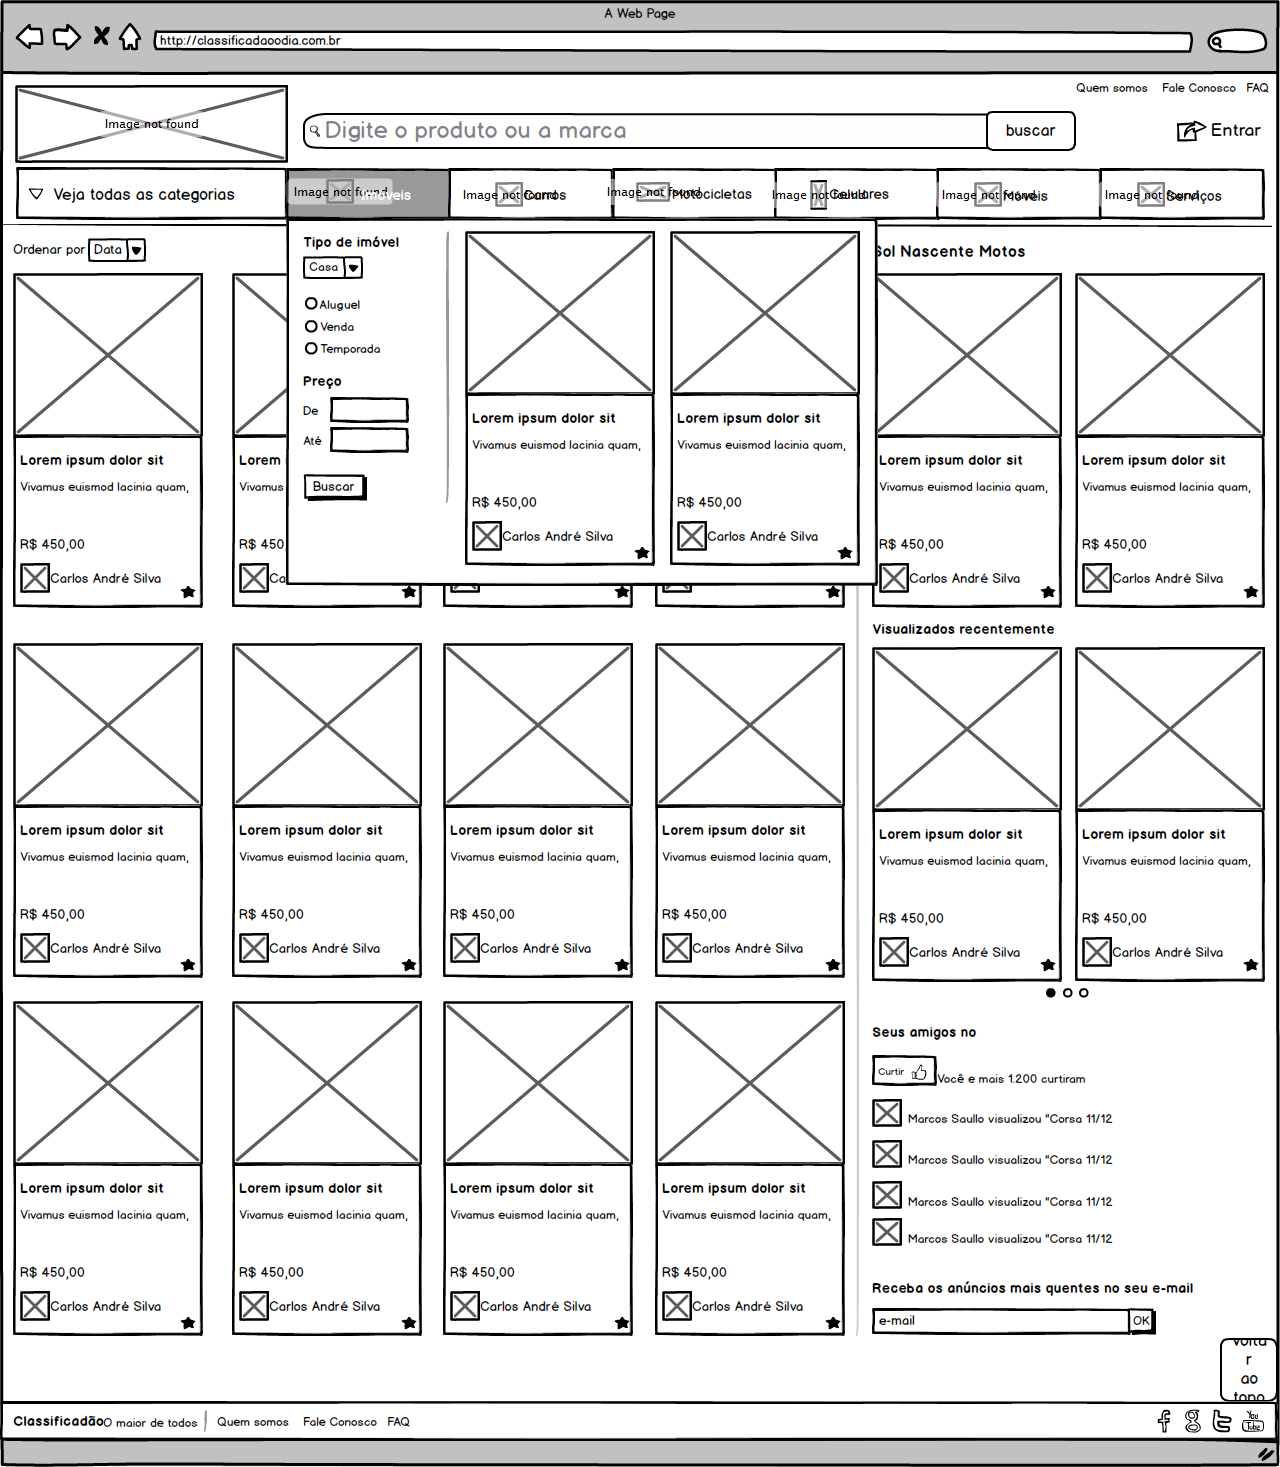 A Web Page
http://classificadaoodia.com.br
Quem somos Fale Conosco FAQ
Image not found
Digite o produto ou a marca
buscar
Entrar
Veja todas as categorias
Image not found Imóveis
Image not found Carros
Image not found Motocicletas
Image not found Celulares
Image not found Móveis
Image not found Serviços
Ordenar por Data
Tipo de imóvel
Casa
Aluguel
Venda
Temporada
Preço
De
Até
Buscar
Lorem ipsum dolor sit
Vivamus euismod lacinia quam,
R$ 450,00
Carlos André Silva
Lorem ipsum dolor sit
Vivamus euismod lacinia quam,
R$ 450,00
Carlos André Silva
Lorem ipsum dolor sit
Vivamus euismod lacinia quam,
R$ 450,00
Carlos André Silva
Lorem
Vivamus
R$ 450,
Ca
Sol Nascente Motos
Lorem ipsum dolor sit
Vivamus euismod lacinia quam,
R$ 450,00
Carlos André Silva
Lorem ipsum dolor sit
Vivamus euismod lacinia quam,
R$ 450,00
Carlos André Silva
Lorem ipsum dolor sit
Vivamus euismod lacinia quam,
R$ 450,00
Carlos André Silva
Lorem ipsum dolor sit
Vivamus euismod lacinia quam,
R$ 450,00
Carlos André Silva
Lorem ipsum dolor sit
Vivamus euismod lacinia quam,
R$ 450,00
Carlos André Silva
Lorem ipsum dolor sit
Vivamus euismod lacinia quam,
R$ 450,00
Carlos André Silva
Visualizados recentemente
Lorem ipsum dolor sit
Vivamus euismod lacinia quam,
R$ 450,00
Carlos André Silva
Lorem ipsum dolor sit
Vivamus euismod lacinia quam,
R$ 450,00
Carlos André Silva
Lorem ipsum dolor sit
Vivamus euismod lacinia quam,
R$ 450,00
Carlos André Silva
Lorem ipsum dolor sit
Vivamus euismod lacinia quam,
R$ 450,00
Carlos André Silva
Lorem ipsum dolor sit
Vivamus euismod lacinia quam,
R$ 450,00
Carlos André Silva
Lorem ipsum dolor sit
Vivamus euismod lacinia quam,
R$ 450,00
Carlos André Silva
Seus amigos no
Curtir
Você e mais 1.200 curtiram
Marcos Saullo visualizou "Corsa 11/12
Marcos Saullo visualizou "Corsa 11/12
Marcos Saullo visualizou "Corsa 11/12
Marcos Saullo visualizou "Corsa 11/12
Receba os anúncios mais quentes no seu e-mail
e-mail OK
volta
r
ao
topo
Classificadão O maior de todos Quem somos Fale Conosco FAQ
You
Tube